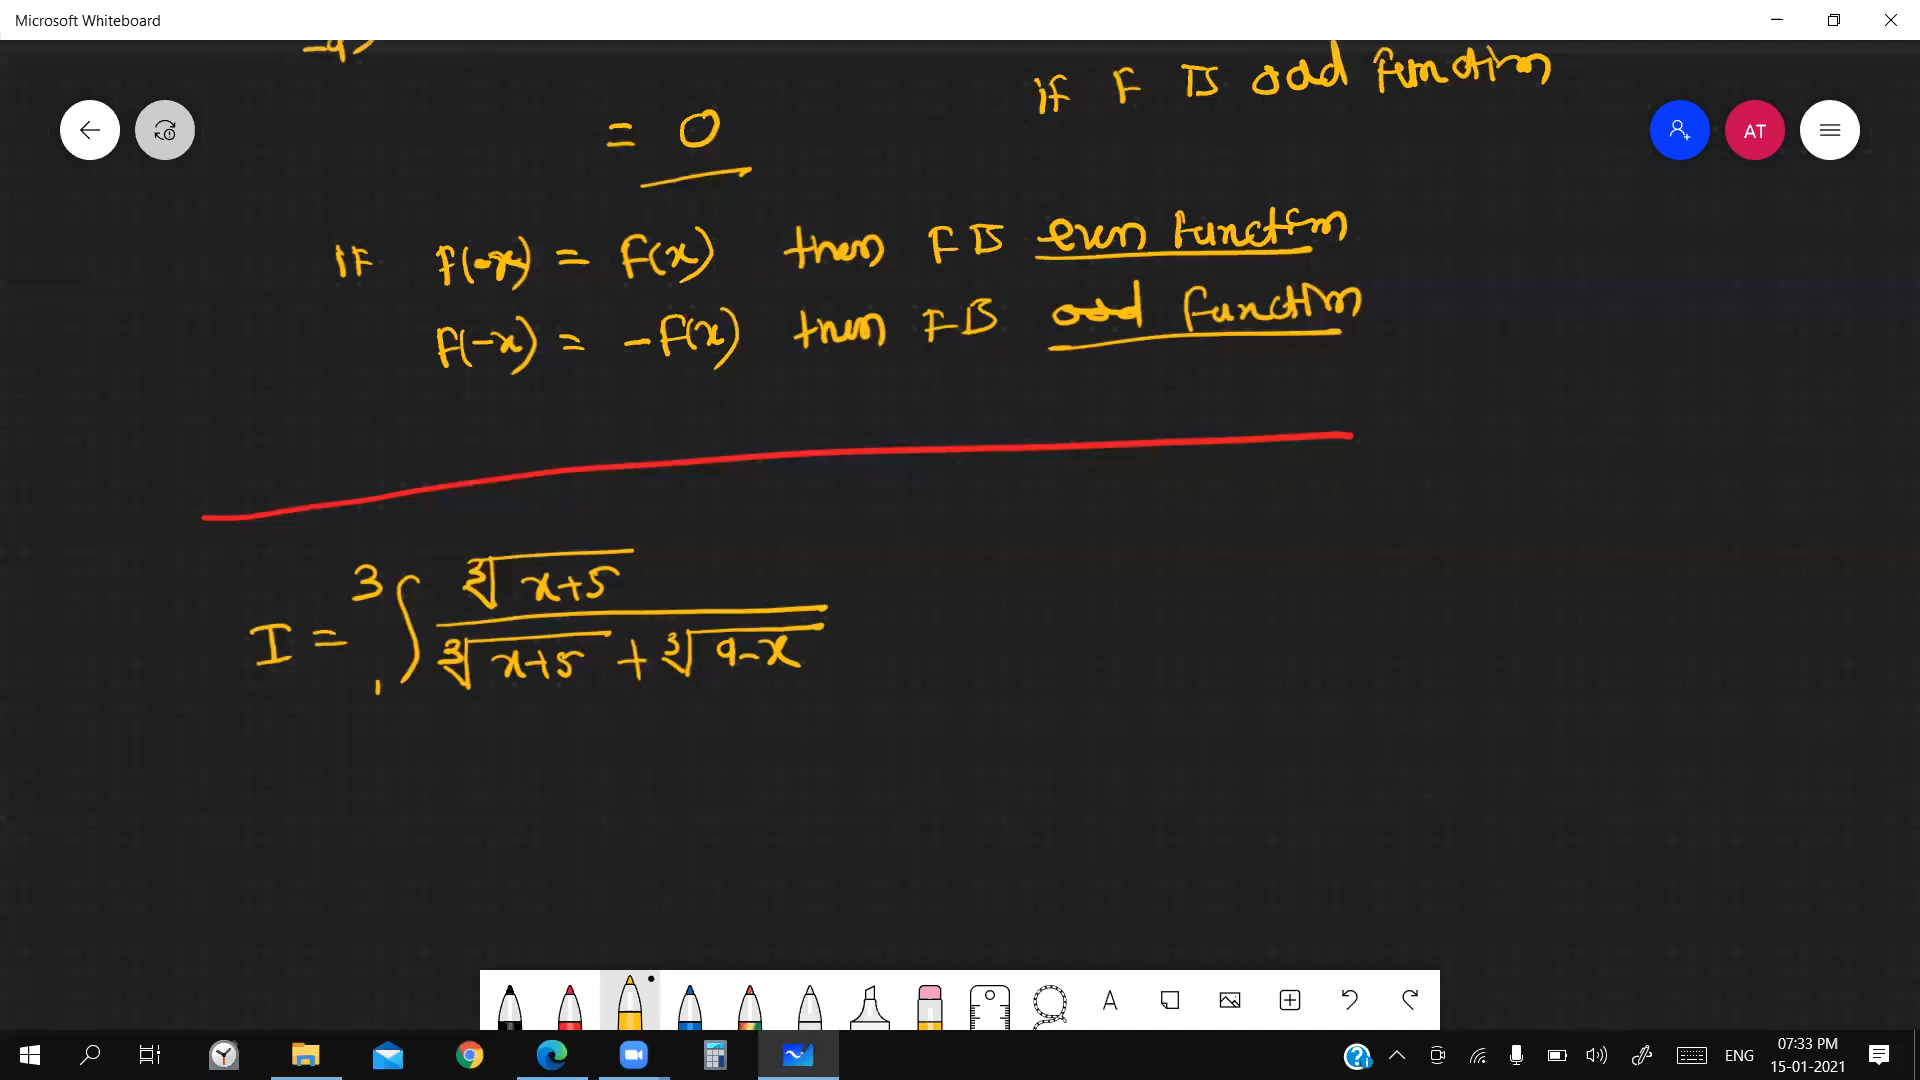 Microsoft Whiteboard
if F is odd function
= 0
AT
if F(-x) = F(x) then F is even function
F(-x) = -F(x) then F is odd function
I = ∫₁³ ∛(x+5) / (∛(x+5) + ∛(9-x))
ENG
07:33 PM
15-01-2021